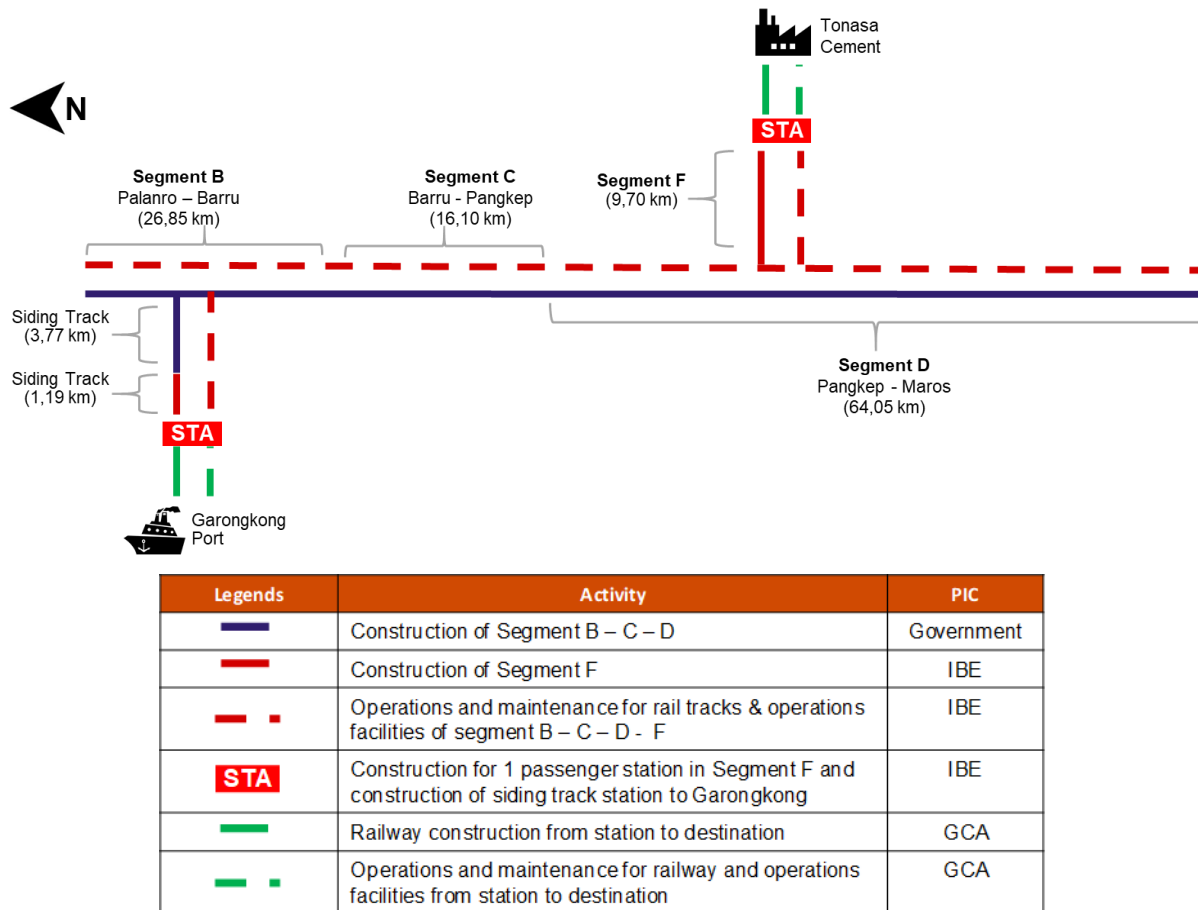 Tonasa
Cement
N
STA
Segment B
Palanro – Barru
(26,85 km)
Segment C
Barru - Pangkep
(16,10 km)
Segment F
(9,70 km)
Siding Track
(3,77 km)
Siding Track
(1,19 km)
Segment D
Pangkep - Maros
(64,05 km)
STA
Garongkong
Port
Legends Activity PIC
Construction of Segment B – C – D Government
Construction of Segment F IBE
Operations and maintenance for rail tracks & operations IBE
facilities of segment B – C – D - F
STA Construction for 1 passenger station in Segment F and IBE
construction of siding track station to Garongkong
Railway construction from station to destination GCA
Operations and maintenance for railway and operations GCA
facilities from station to destination